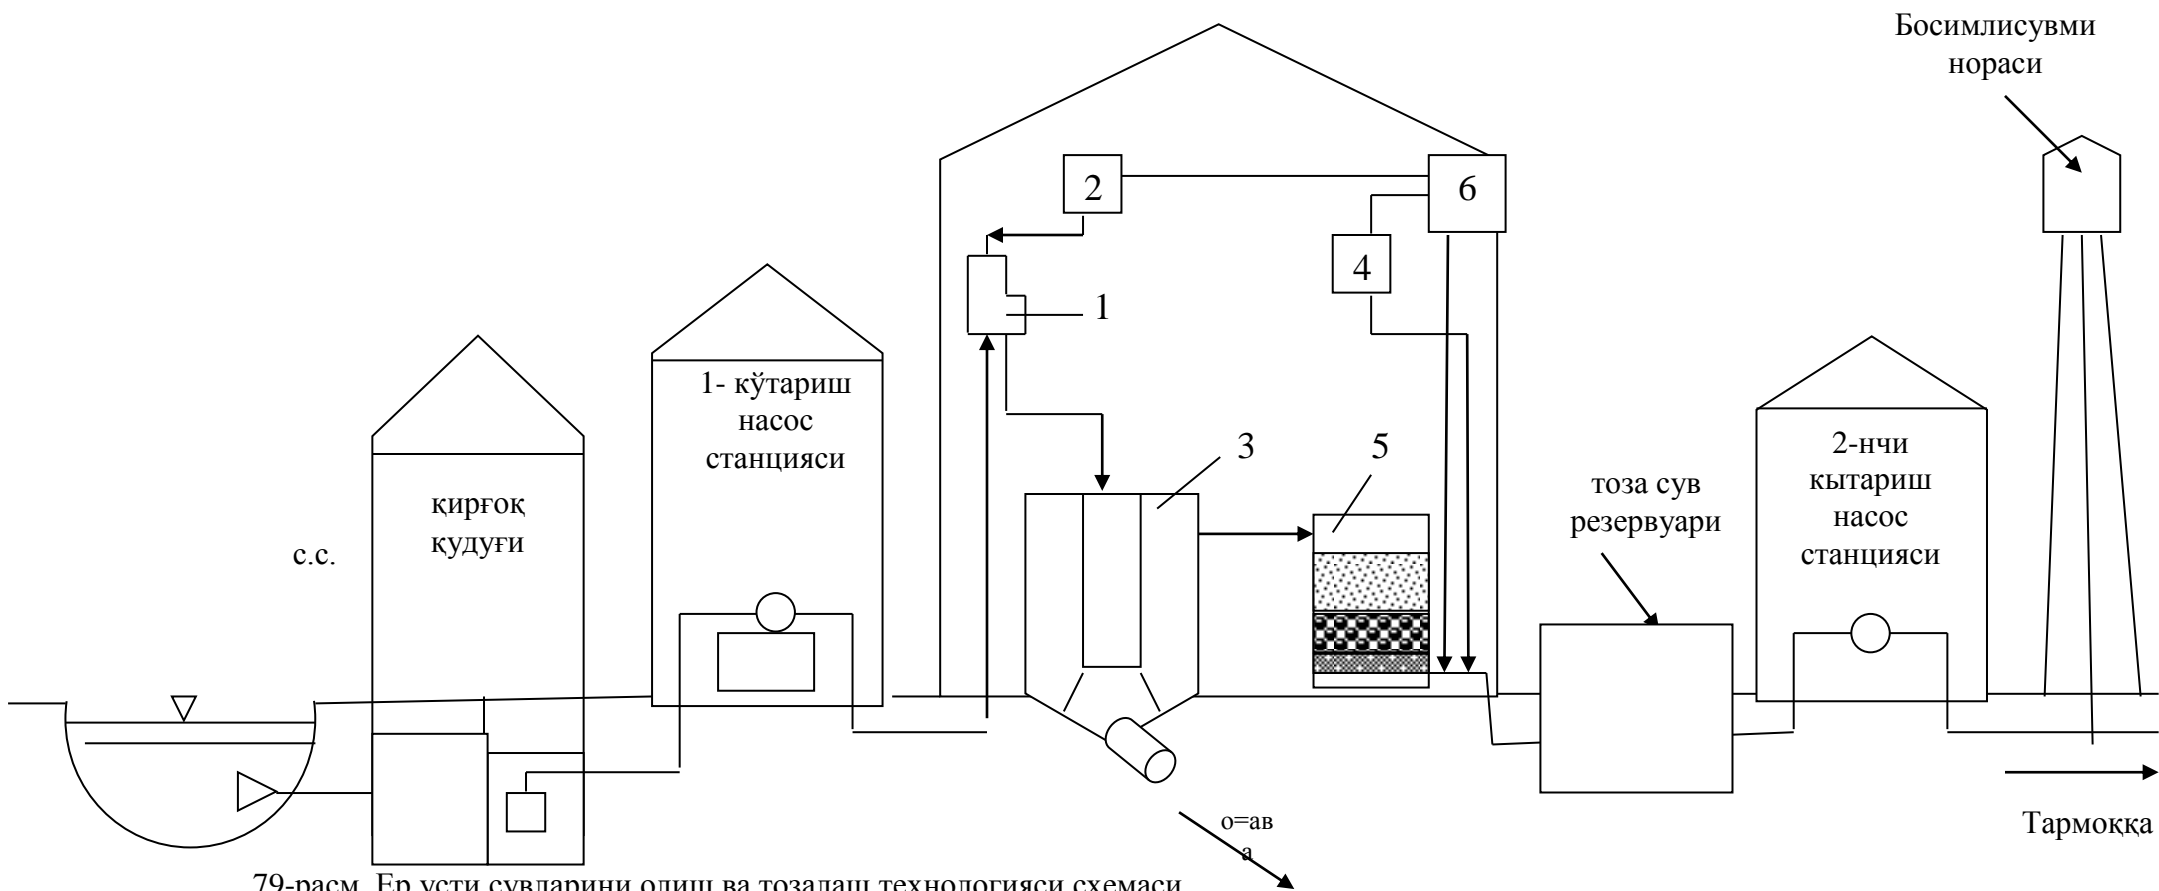 Босимлисувми
нораси
2
6
4
1
1- кўтариш
насос
станцияси
3
5
2-нчи
кытариш
насос
станцияси
тоза сув
резервуари
қирғоқ
қудуғи
с.с.
о=ав
а
Тармоққа
79-расм. Ер усти сувларини олиш ва тозалаш технологияси схемаси